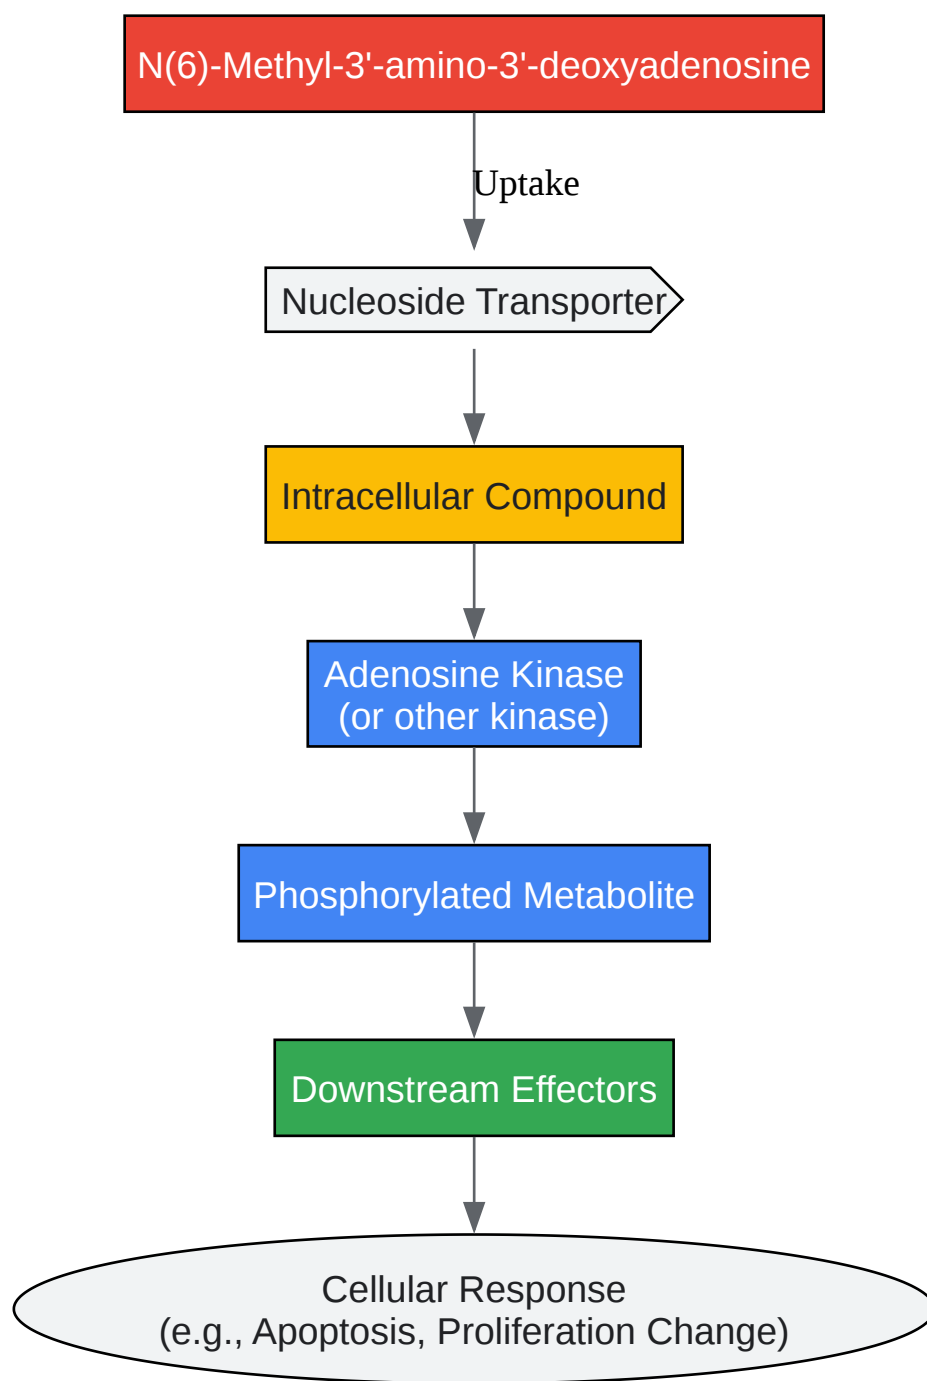 N(6)-Methyl-3'-amino-3'-deoxyadenosine
Uptake
Nucleoside Transporter
Intracellular Compound
Adenosine Kinase
(or other kinase)
Phosphorylated Metabolite
Downstream Effectors
Cellular Response
(e.g., Apoptosis, Proliferation Change)